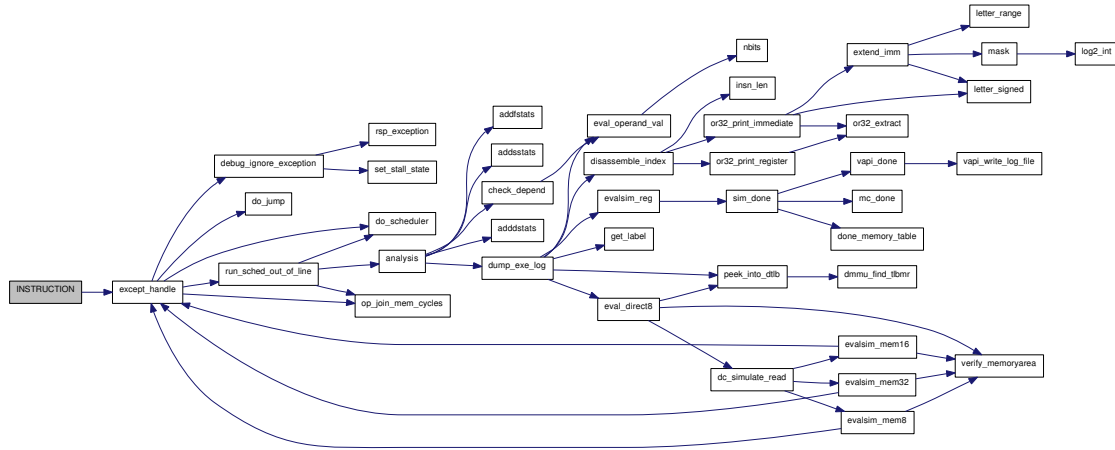 letter_range
nbits
extend_imm
mask
log2_int
insn_len
letter_signed
addfstats
eval_operand_val
or32_print_immediate
or32_extract
rsp_exception
addsstats
debug_ignore_exception
disassemble_index
or32_print_register
vapi_done
vapi_write_log_file
set_stall_state
check_depend
do_jump
evalsim_reg
sim_done
mc_done
do_scheduler
adddstats
get_label
done_memory_table
analysis
dump_exe_log
run_sched_out_of_line
peek_into_dtlb
dmmu_find_tlbmr
INSTRUCTION
except_handle
op_join_mem_cycles
eval_direct8
evalsim_mem16
verify_memoryarea
dc_simulate_read
evalsim_mem32
evalsim_mem8